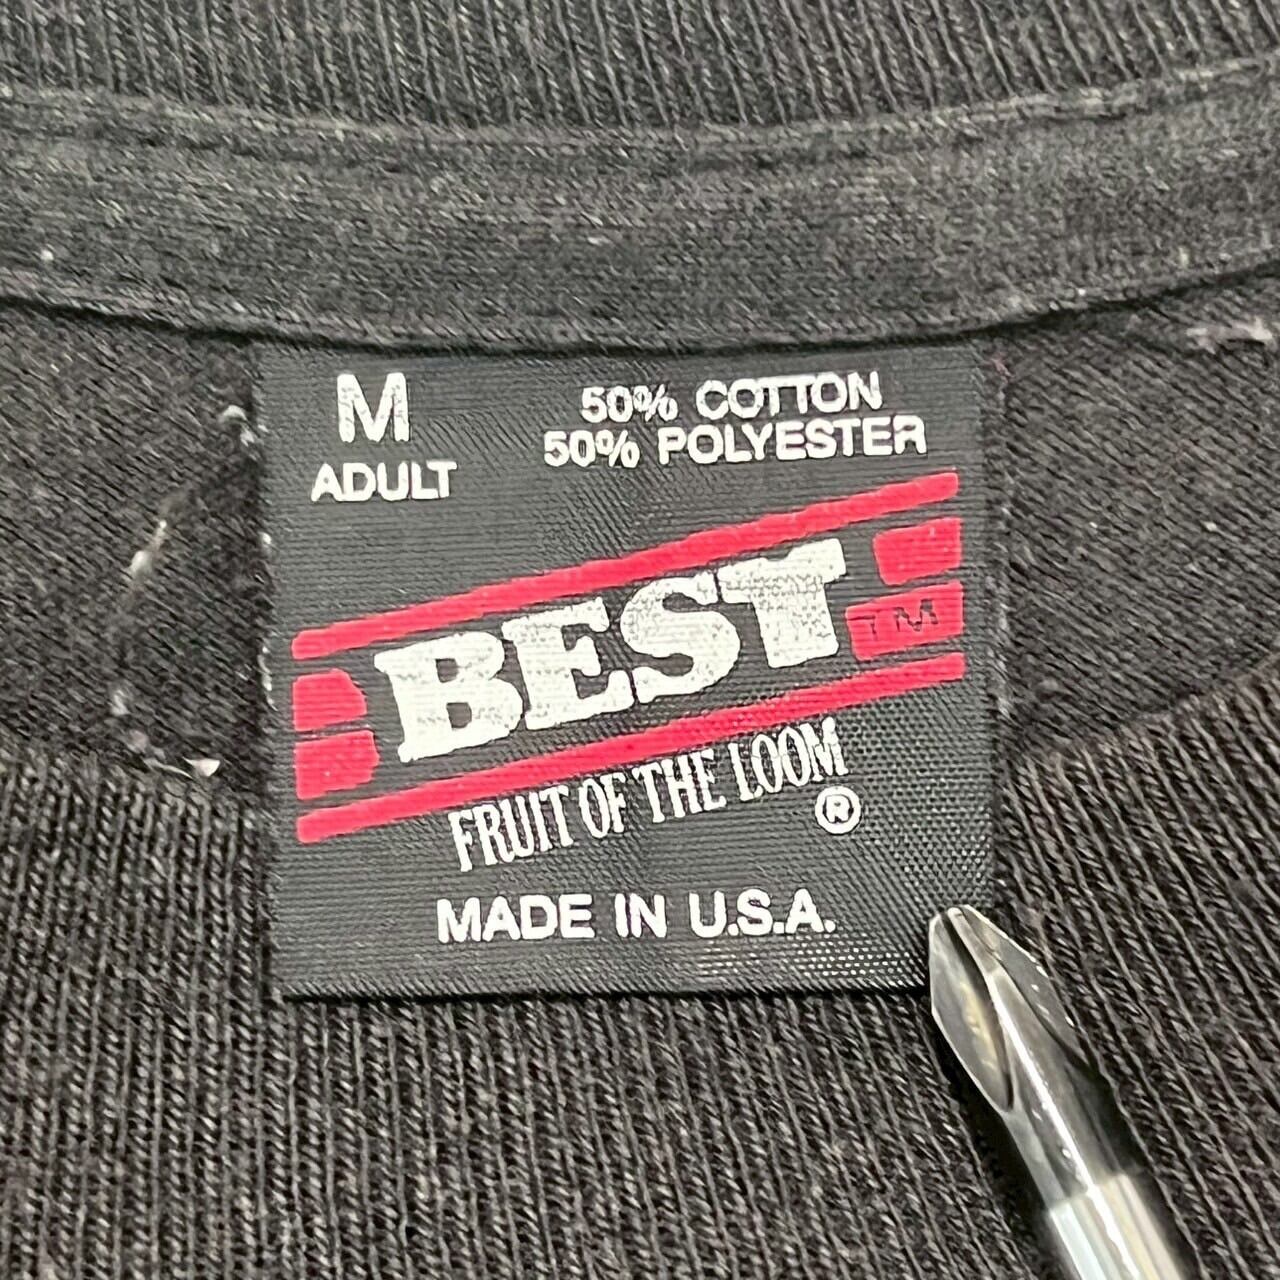 M
ADULT
50% COTTON
50% POLYESTER
BEST TM
FRUIT OF THE LOOM
®
MADE IN U.S.A.